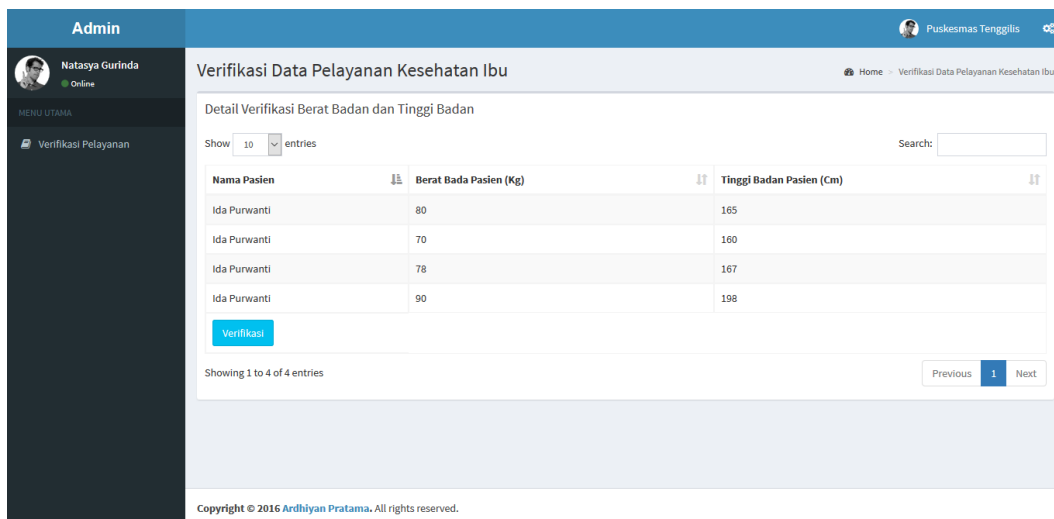 Admin
Puskesmas Tenggilis
Natasya Gurinda
Online
Verifikasi Data Pelayanan Kesehatan Ibu
Home > Verifikasi Data Pelayanan Kesehatan Ibu
MENU UTAMA
Verifikasi Pelayanan
Detail Verifikasi Berat Badan dan Tinggi Badan
Show 10 entries
Search:
Nama Pasien Berat Bada Pasien (Kg) Tinggi Badan Pasien (Cm)
Ida Purwanti 80 165
Ida Purwanti 70 160
Ida Purwanti 78 167
Ida Purwanti 90 198
Verifikasi
Showing 1 to 4 of 4 entries
Previous 1 Next
Copyright © 2016 Ardhiyan Pratama. All rights reserved.